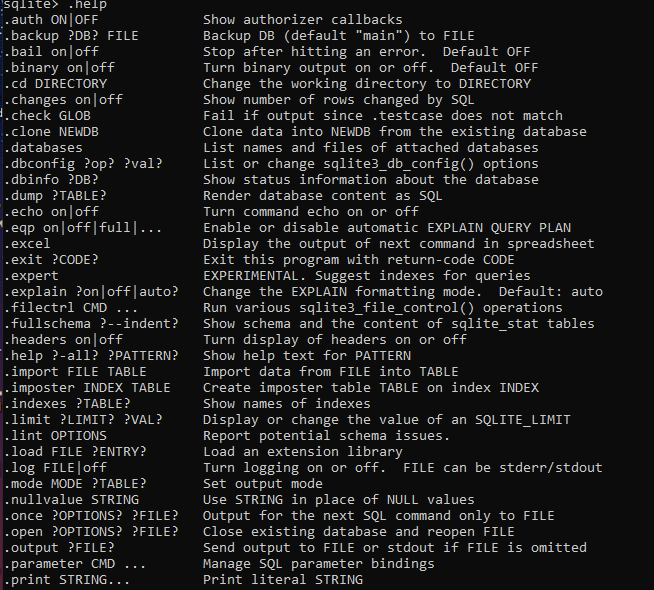 sqlite> .help
.auth ON|OFF             Show authorizer callbacks
.backup ?DB? FILE        Backup DB (default "main") to FILE
.bail on|off             Stop after hitting an error.  Default OFF
.binary on|off           Turn binary output on or off.  Default OFF
.cd DIRECTORY            Change the working directory to DIRECTORY
.changes on|off          Show number of rows changed by SQL
.check GLOB              Fail if output since .testcase does not match
.clone NEWDB             Clone data into NEWDB from the existing database
.databases               List names and files of attached databases
.dbconfig ?op? ?val?     List or change sqlite3_db_config() options
.dbinfo ?DB?             Show status information about the database
.dump ?TABLE?            Render database content as SQL
.echo on|off             Turn command echo on or off
.eqp on|off|full|...     Enable or disable automatic EXPLAIN QUERY PLAN
.excel                   Display the output of next command in spreadsheet
.exit ?CODE?             Exit this program with return-code CODE
.expert                  EXPERIMENTAL. Suggest indexes for queries
.explain ?on|off|auto?   Change the EXPLAIN formatting mode.  Default: auto
.filectrl CMD ...        Run various sqlite3_file_control() operations
.fullschema ?--indent?   Show schema and the content of sqlite_stat tables
.headers on|off          Turn display of headers on or off
.help ?-all? ?PATTERN?   Show help text for PATTERN
.import FILE TABLE       Import data from FILE into TABLE
.imposter INDEX TABLE    Create imposter table TABLE on index INDEX
.indexes ?TABLE?         Show names of indexes
.limit ?LIMIT? ?VAL?     Display or change the value of an SQLITE_LIMIT
.lint OPTIONS            Report potential schema issues.
.load FILE ?ENTRY?       Load an extension library
.log FILE|off            Turn logging on or off.  FILE can be stderr/stdout
.mode MODE ?TABLE?       Set output mode
.nullvalue STRING        Use STRING in place of NULL values
.once ?OPTIONS? ?FILE?   Output for the next SQL command only to FILE
.open ?OPTIONS? ?FILE?   Close existing database and reopen FILE
.output ?FILE?           Send output to FILE or stdout if FILE is omitted
.parameter CMD ...       Manage SQL parameter bindings
.print STRING...         Print literal STRING